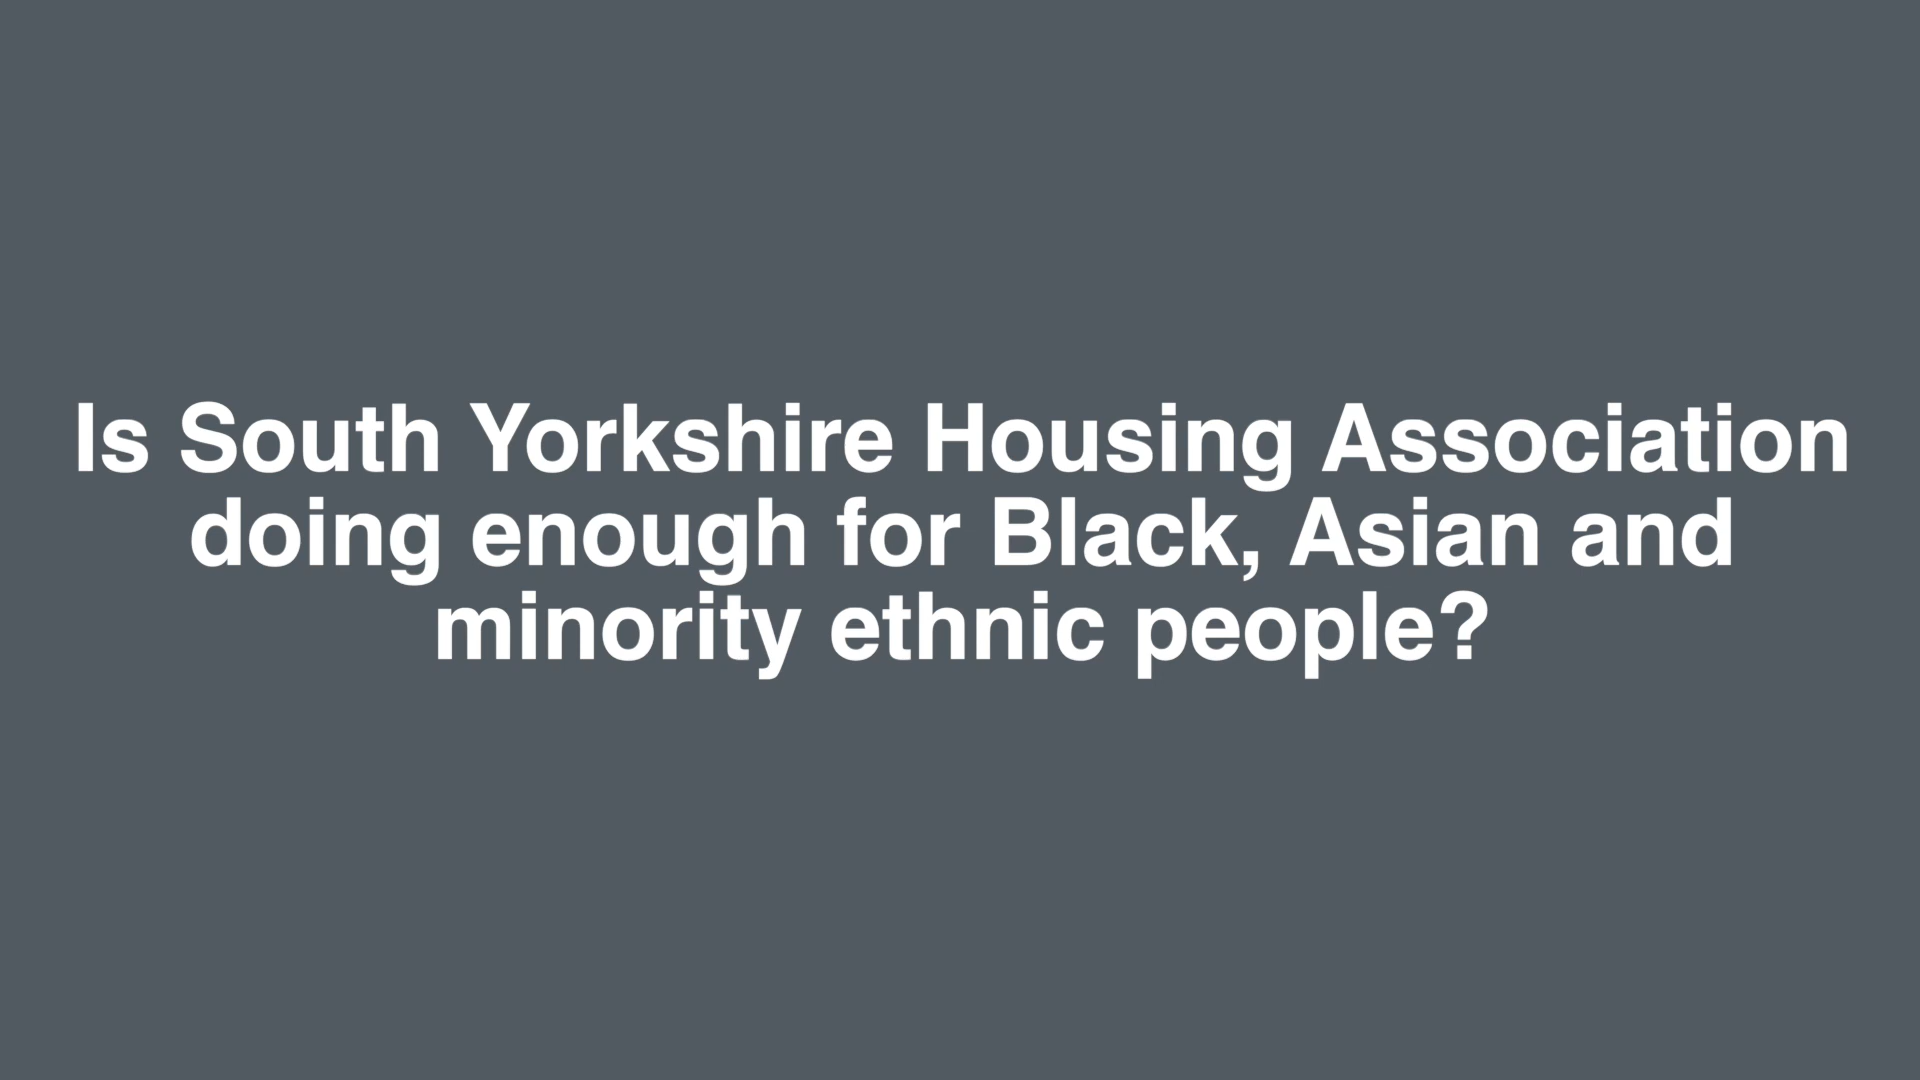 Is South Yorkshire Housing Association
doing enough for Black, Asian and
minority ethnic people?